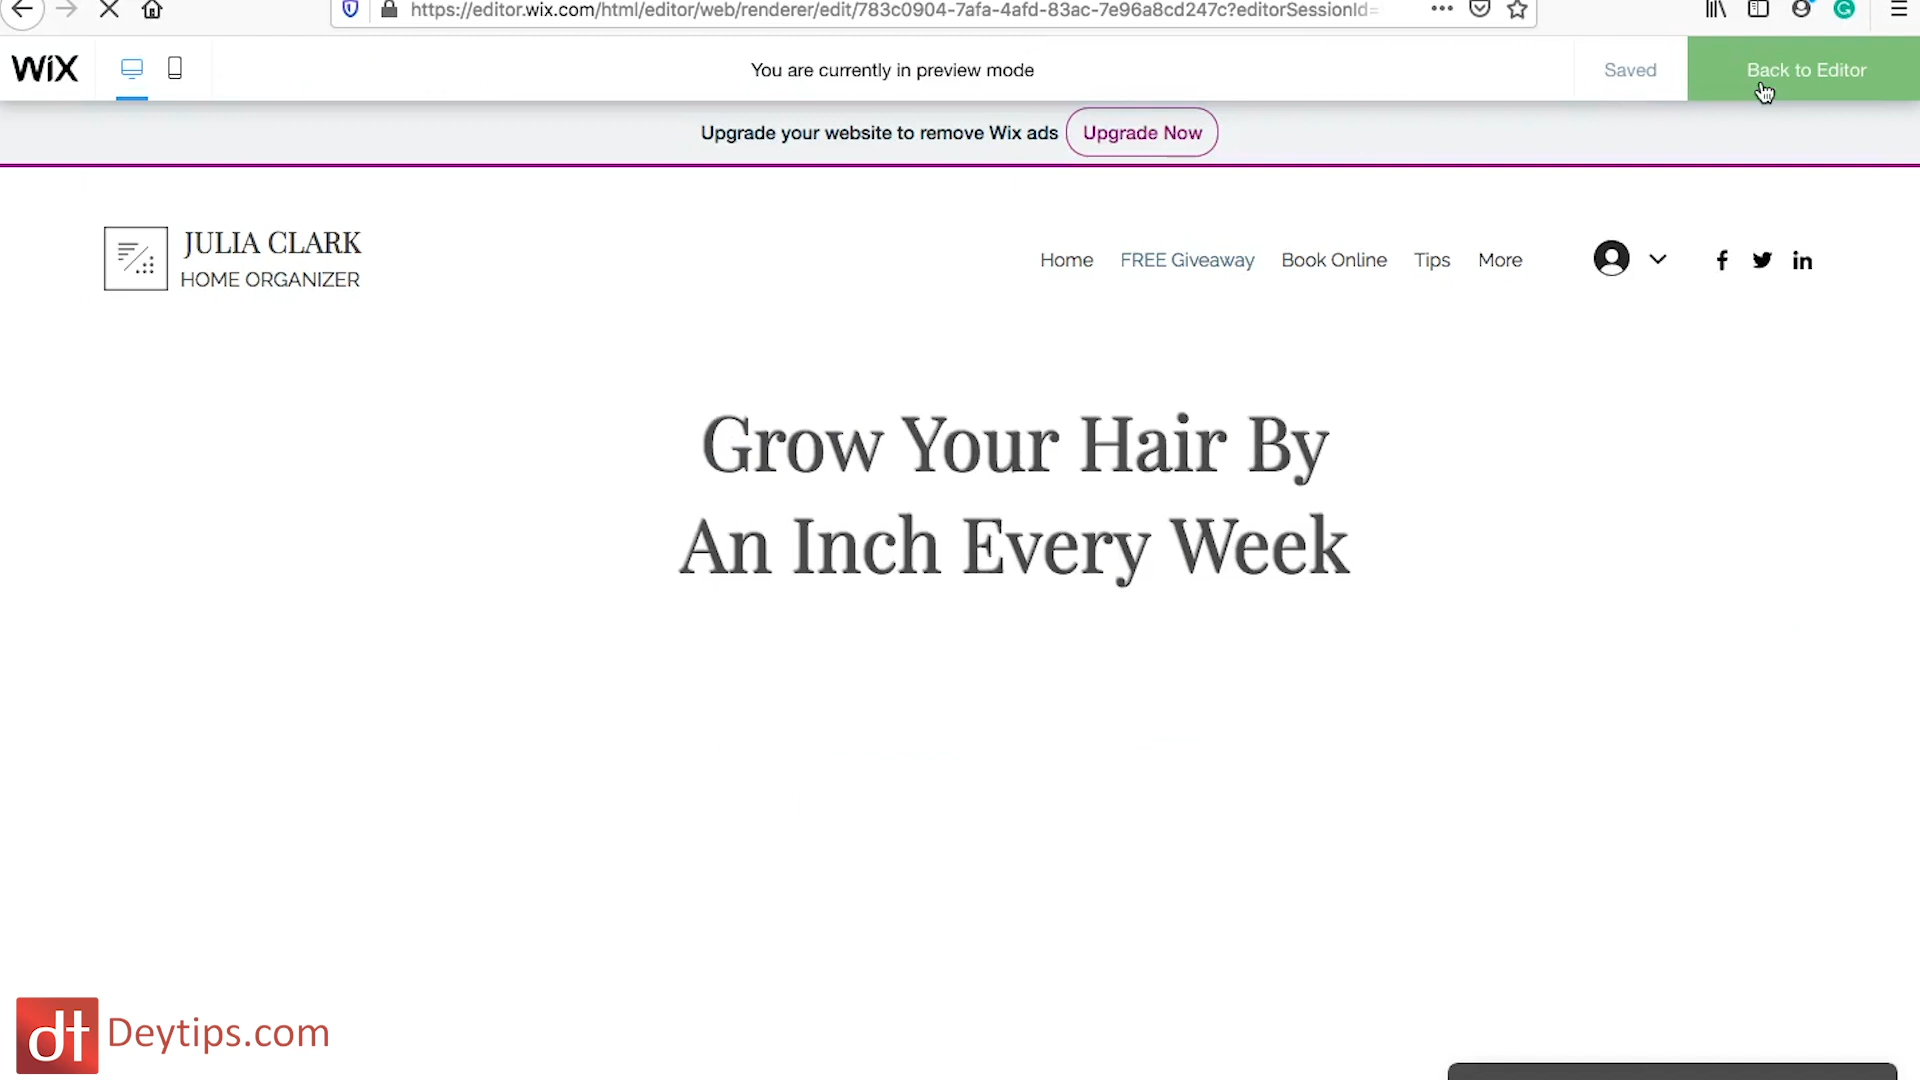 https://editor.wix.com/html/editor/web/renderer/edit/783c0904-7afa-4afd-83ac-7e96a8cd247c?editorSessionId=
WiX
You are currently in preview mode
Saved
Back to Editor
Upgrade your website to remove Wix ads
Upgrade Now
JULIA CLARK
HOME ORGANIZER
Home
FREE Giveaway
Book Online
Tips
More
Grow Your Hair By
An Inch Every Week
dt Deytips.com